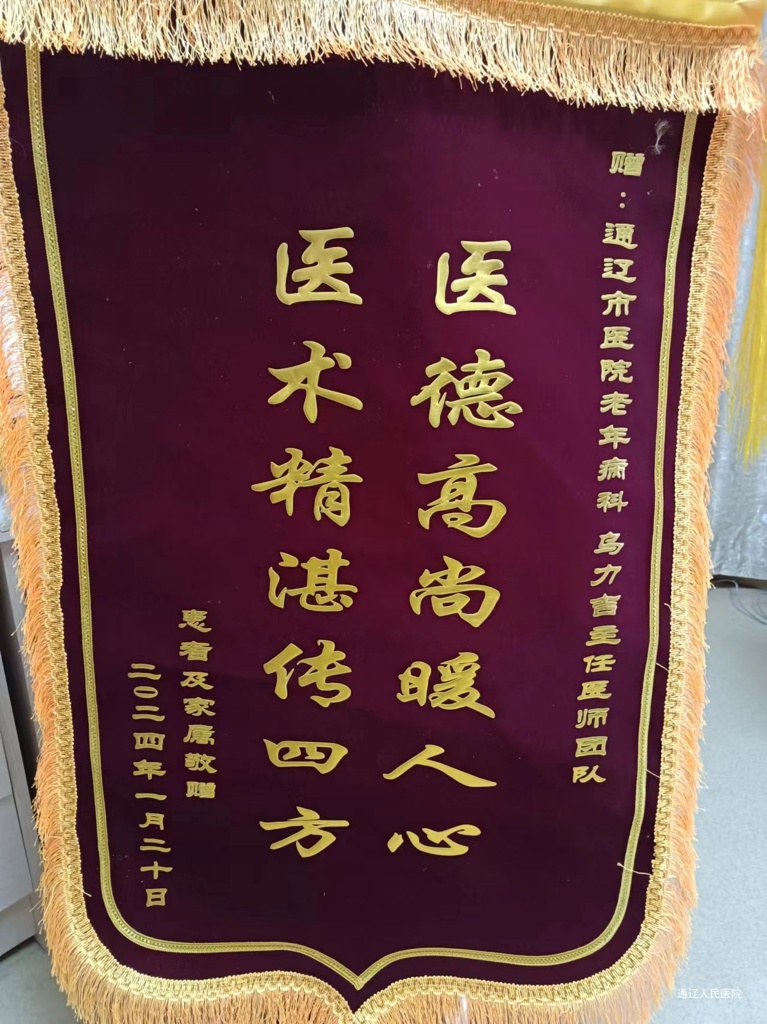 赠：通辽市医院老年病科 乌力吉主任医师团队
医德高尚暖人心
医术精湛传四方
患者及家属敬赠
二〇二四年一月二十日
通辽人民医院